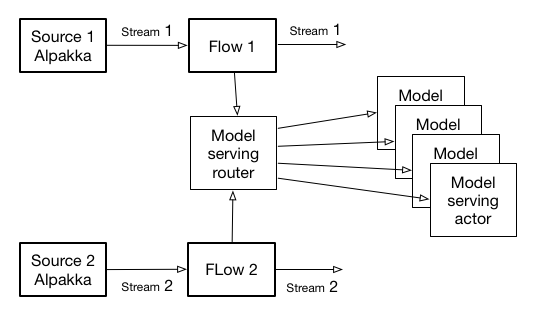 Source 1
Alpakka
Stream 1
Flow 1
Stream 1
Model
serving
router
Model
Model
Model
Model
serving
actor
Source 2
Alpakka
Stream 2
FLow 2
Stream 2